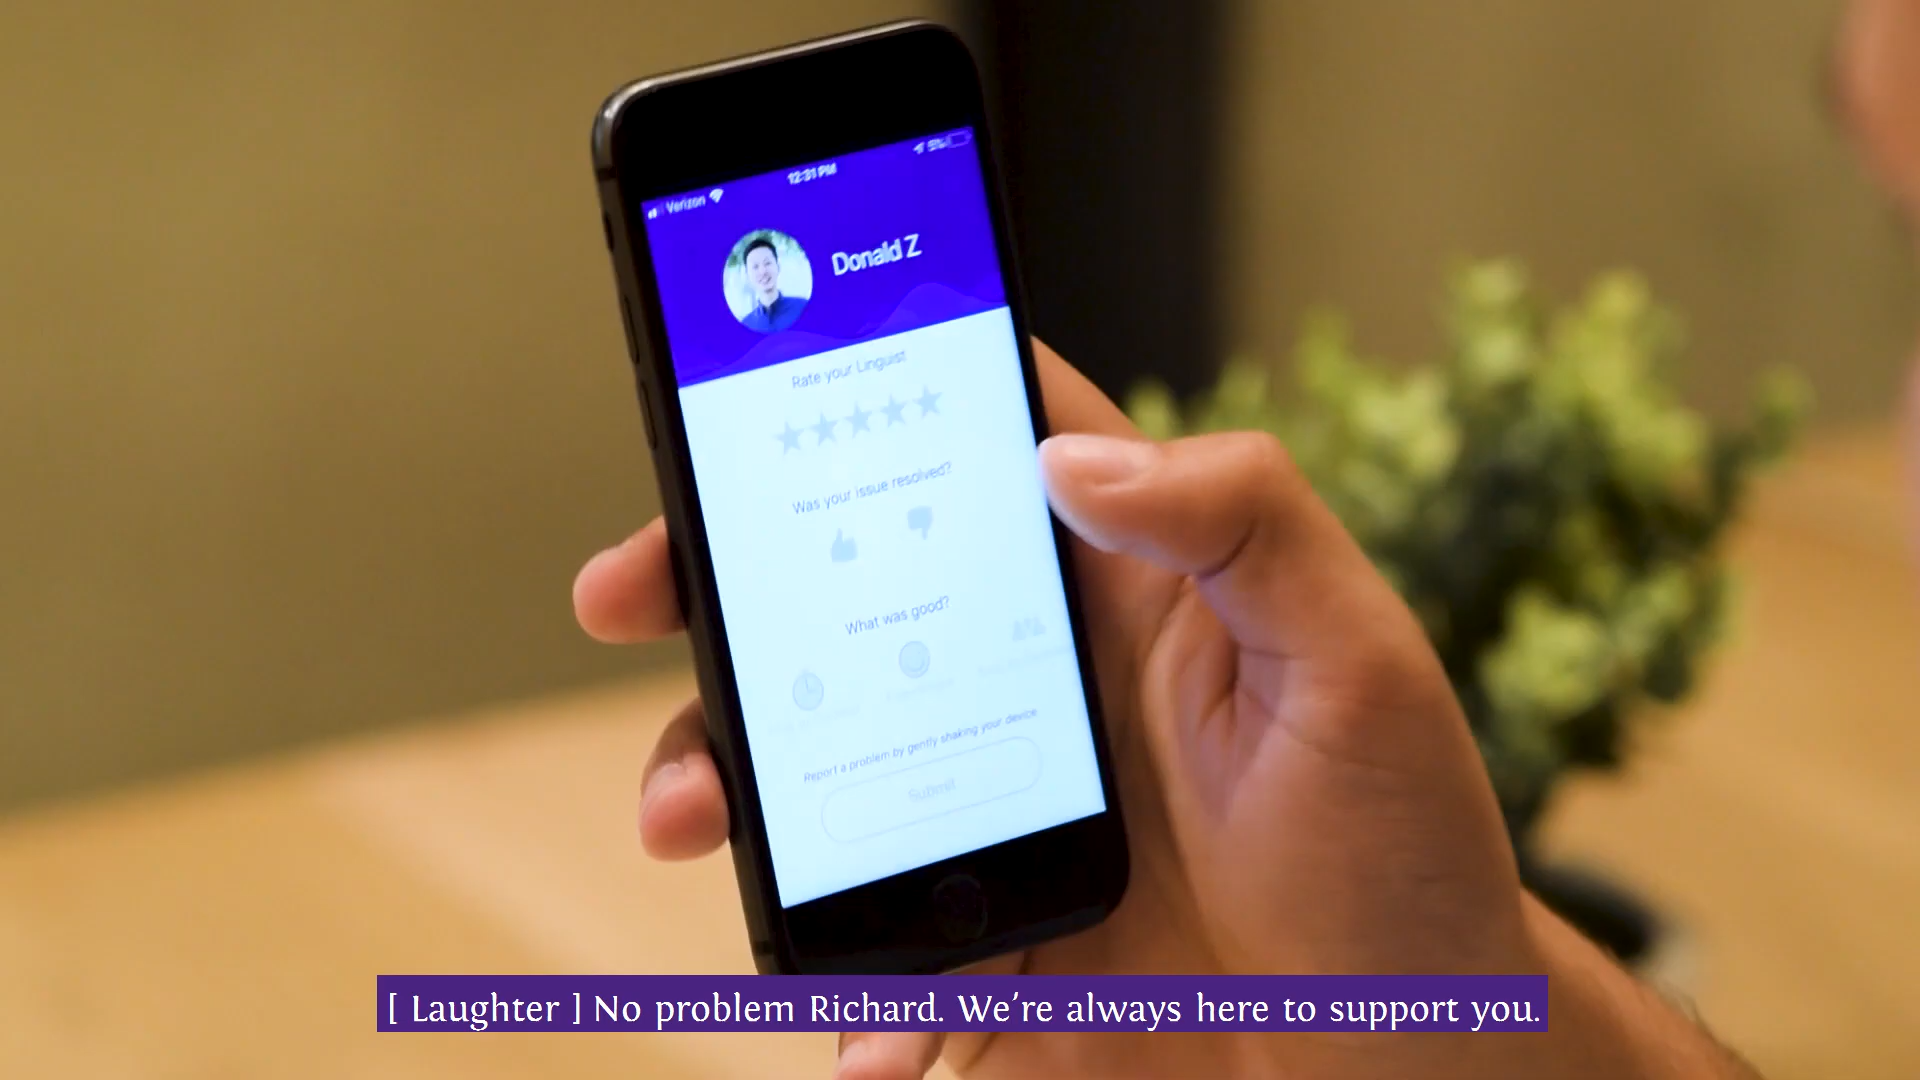 Verizon
12:31 PM
Donald Z
Rate your Linguist
Was your issue resolved?
What was good?
Report a problem by gently shaking your device.
Submit
[ Laughter ] No problem Richard. We're always here to support you.